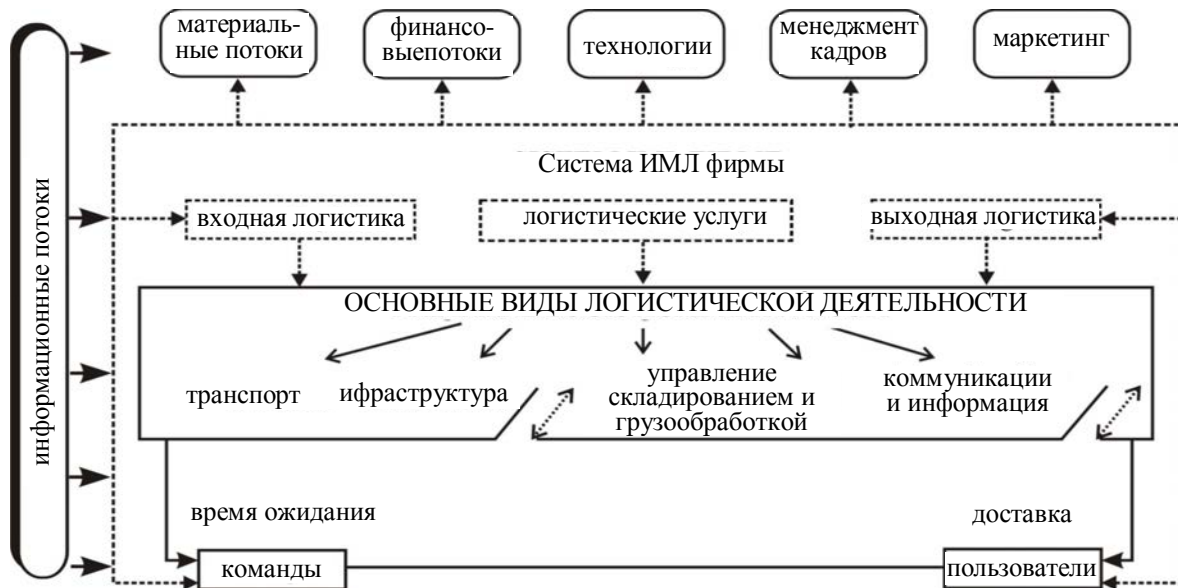 материаль-
ные потоки
финансо-
выепотоки
технологии
менеджмент
кадров
маркетинг
информационные потоки
Система ИМЛ фирмы
входная логистика
логистические услуги
выходная логистика
ОСНОВНЫЕ ВИДЫ ЛОГИСТИЧЕСКОИ ДЕЯТЕЛЬНОСТИ
транспорт
ифраструктура
управление
складированием и
грузообработкой
коммуникации
и информация
время ожидания
доставка
команды
пользователи